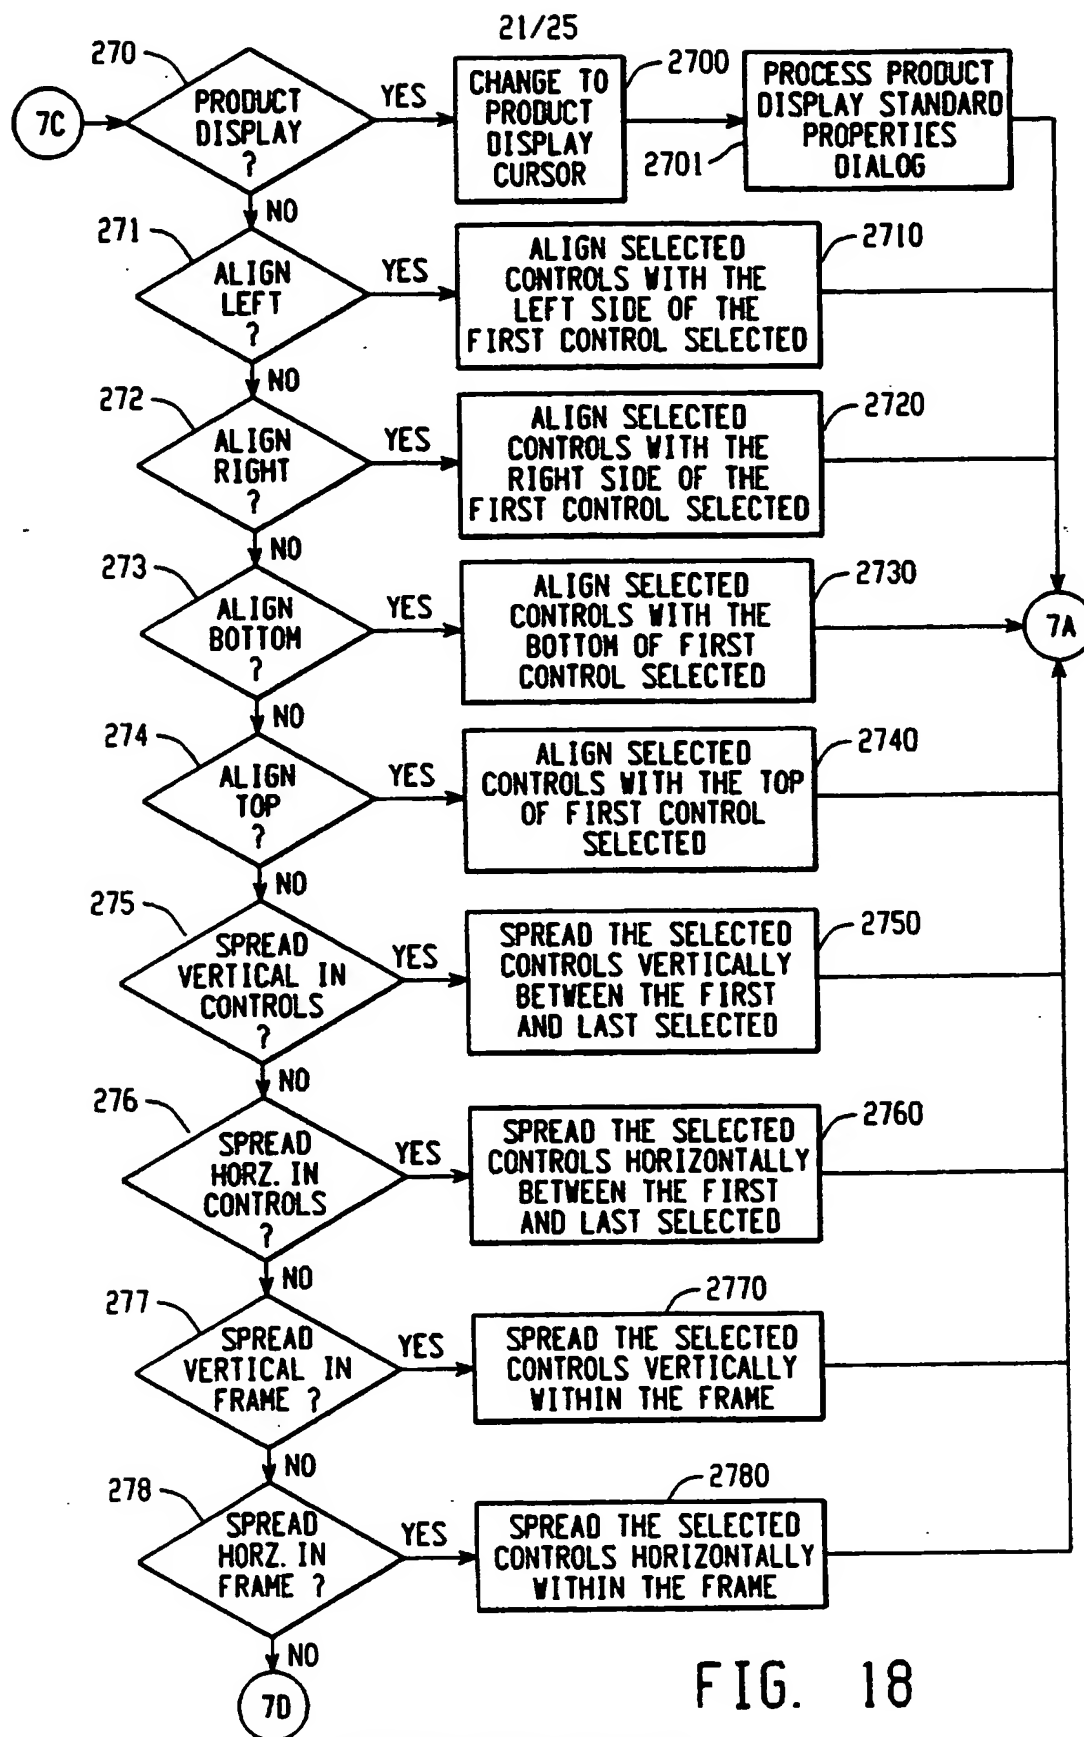 21/25
270
7C
PRODUCT
DISPLAY
?
YES
CHANGE TO
PRODUCT
DISPLAY
CURSOR
2700
PROCESS PRODUCT
DISPLAY STANDARD
PROPERTIES
DIALOG
2701
NO
271
ALIGN
LEFT
?
YES
ALIGN SELECTED
CONTROLS WITH THE
LEFT SIDE OF THE
FIRST CONTROL SELECTED
2710
NO
272
ALIGN
RIGHT
?
YES
ALIGN SELECTED
CONTROLS WITH THE
RIGHT SIDE OF THE
FIRST CONTROL SELECTED
2720
NO
273
ALIGN
BOTTOM
?
YES
ALIGN SELECTED
CONTROLS WITH THE
BOTTOM OF FIRST
CONTROL SELECTED
2730
7A
NO
274
ALIGN
TOP
?
YES
ALIGN SELECTED
CONTROLS WITH THE TOP
OF FIRST CONTROL
SELECTED
2740
NO
275
SPREAD
VERTICAL IN
CONTROLS
?
YES
SPREAD THE SELECTED
CONTROLS VERTICALLY
BETWEEN THE FIRST
AND LAST SELECTED
2750
NO
276
SPREAD
HORZ. IN
CONTROLS
?
YES
SPREAD THE SELECTED
CONTROLS HORIZONTALLY
BETWEEN THE FIRST
AND LAST SELECTED
2760
NO
277
SPREAD
VERTICAL IN
FRAME ?
YES
SPREAD THE SELECTED
CONTROLS VERTICALLY
WITHIN THE FRAME
2770
NO
278
SPREAD
HORZ. IN
FRAME ?
YES
SPREAD THE SELECTED
CONTROLS HORIZONTALLY
WITHIN THE FRAME
2780
NO
7D
FIG. 18